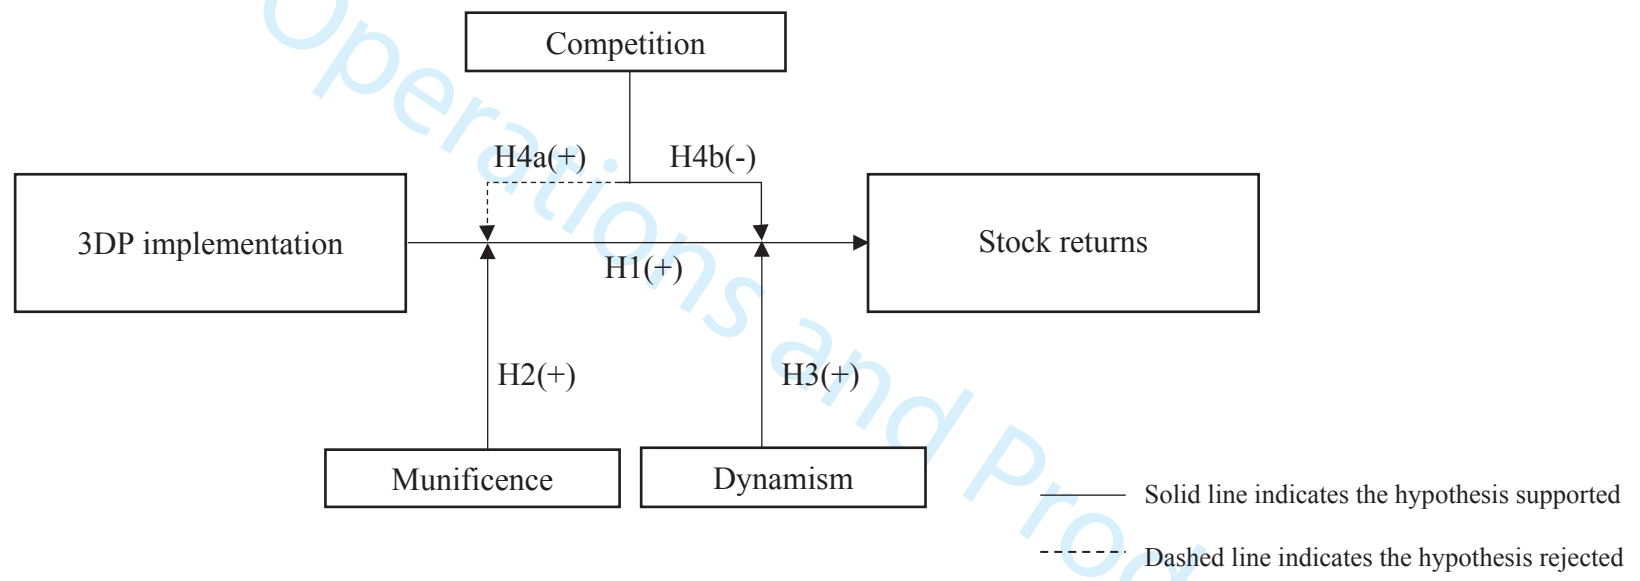 Competition
H4a(+)
H4b(-)
3DP implementation
Stock returns
H1(+)
H2(+)
H3(+)
Munificence
Dynamism
Solid line indicates the hypothesis supported
Dashed line indicates the hypothesis rejected
Operations and Prod